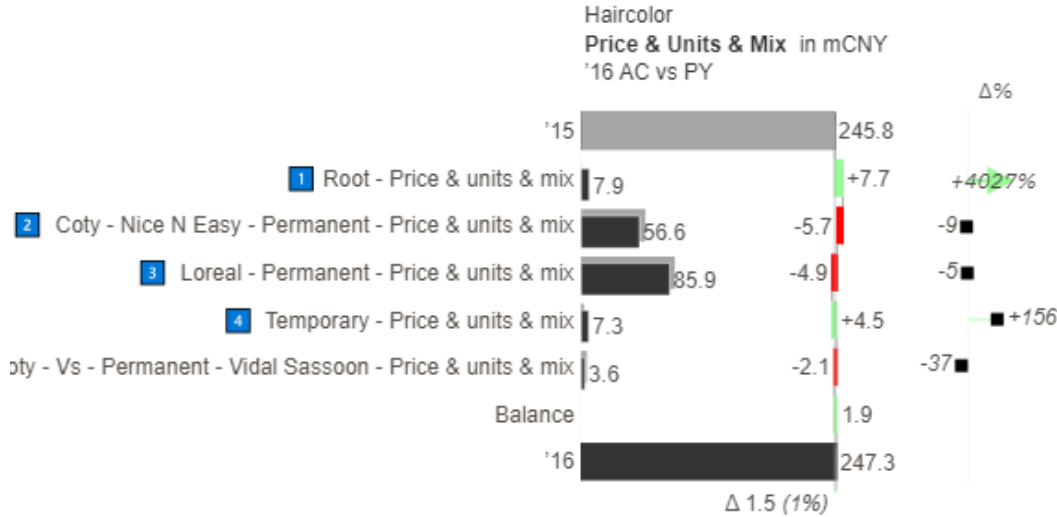 Haircolor
Price & Units & Mix in mCNY
'16 AC vs PY
Δ%
'15 245.8
1 Root - Price & units & mix 7.9 +7.7 +4027%
2 Coty - Nice N Easy - Permanent - Price & units & mix 56.6 -5.7 -9
3 Loreal - Permanent - Price & units & mix 85.9 -4.9 -5
4 Temporary - Price & units & mix 7.3 +4.5 +156
oty - Vs - Permanent - Vidal Sassoon - Price & units & mix 3.6 -2.1 -37
Balance 1.9
'16 247.3
Δ 1.5 (1%)